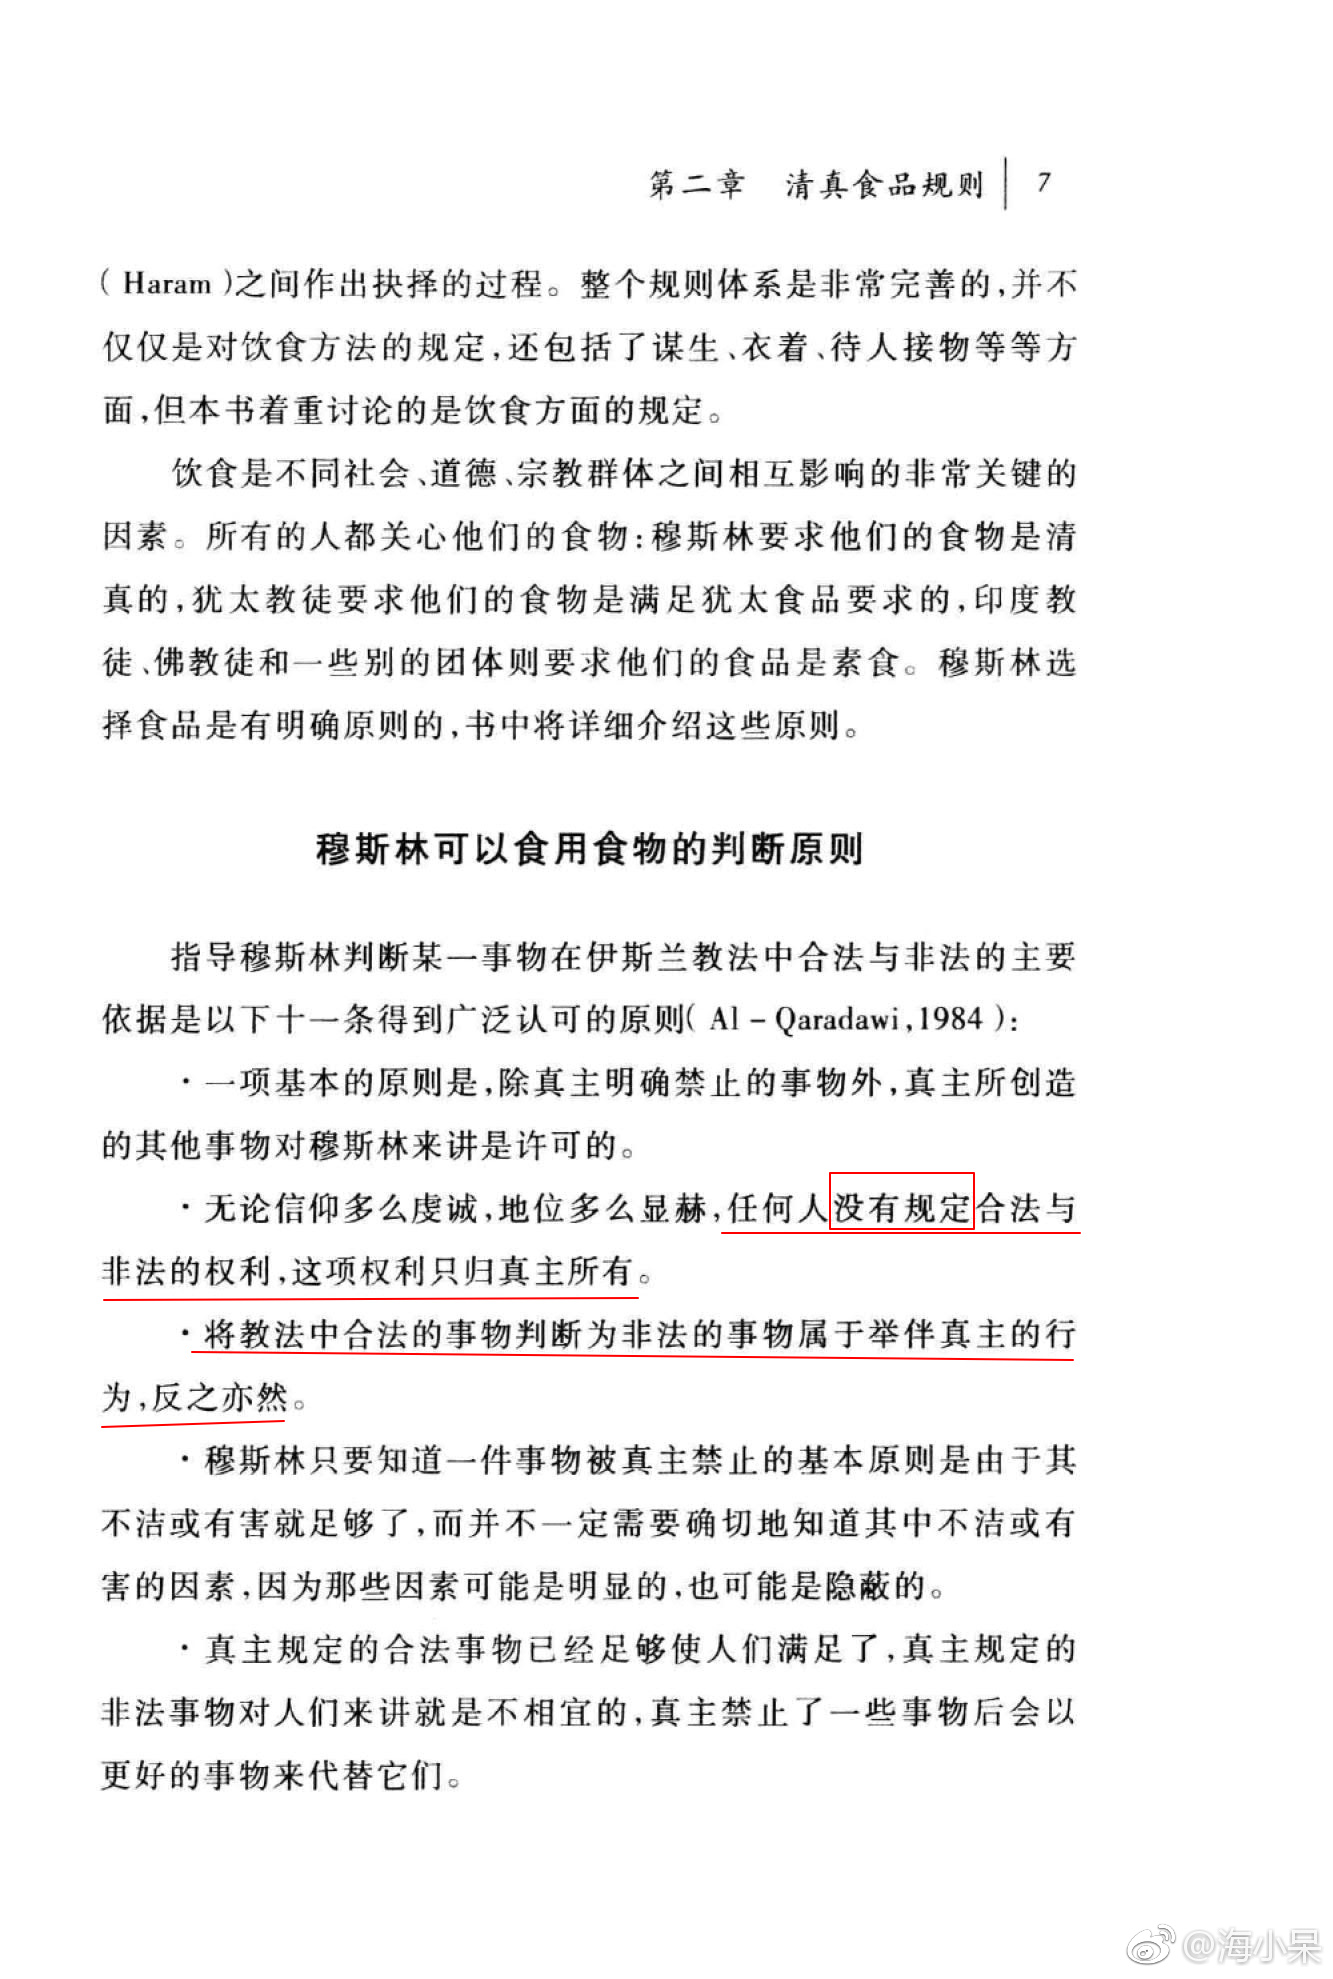 第二章 清真食品规则 7
（Haram）之间作出抉择的过程。整个规则体系是非常完善的，并不
仅仅是对饮食方法的规定，还包括了谋生、衣着、待人接物等等方
面，但本书着重讨论的是饮食方面的规定。
饮食是不同社会、道德、宗教群体之间相互影响的非常关键的
因素。所有的人都关心他们的食物：穆斯林要求他们的食物是清
真的，犹太教徒要求他们的食物是满足犹太食品要求的，印度教
徒、佛教徒和一些别的团体则要求他们的食品是素食。穆斯林选
择食品是有明确原则的，书中将详细介绍这些原则。
穆斯林可以食用食物的判断原则
指导穆斯林判断某一事物在伊斯兰教法中合法与非法的主要
依据是以下十一条得到广泛认可的原则（Al－Qaradawi，1984）：
·一项基本的原则是，除真主明确禁止的事物外，真主所创造
的其他事物对穆斯林来讲是许可的。
·无论信仰多么虔诚，地位多么显赫，任何人没有规定合法与
非法的权利，这项权利只归真主所有。
·将教法中合法的事物判断为非法的事物属于举伴真主的行
为，反之亦然。
·穆斯林只要知道一件事物被真主禁止的基本原则是由于其
不洁或有害就足够了，而并不一定需要确切地知道其中不洁或有
害的因素，因为那些因素可能是明显的，也可能是隐蔽的。
·真主规定的合法事物已经足够使人们满足了，真主规定的
非法事物对人们来讲就是不相宜的，真主禁止了一些事物后会以
更好的事物来代替它们。
@海小呆